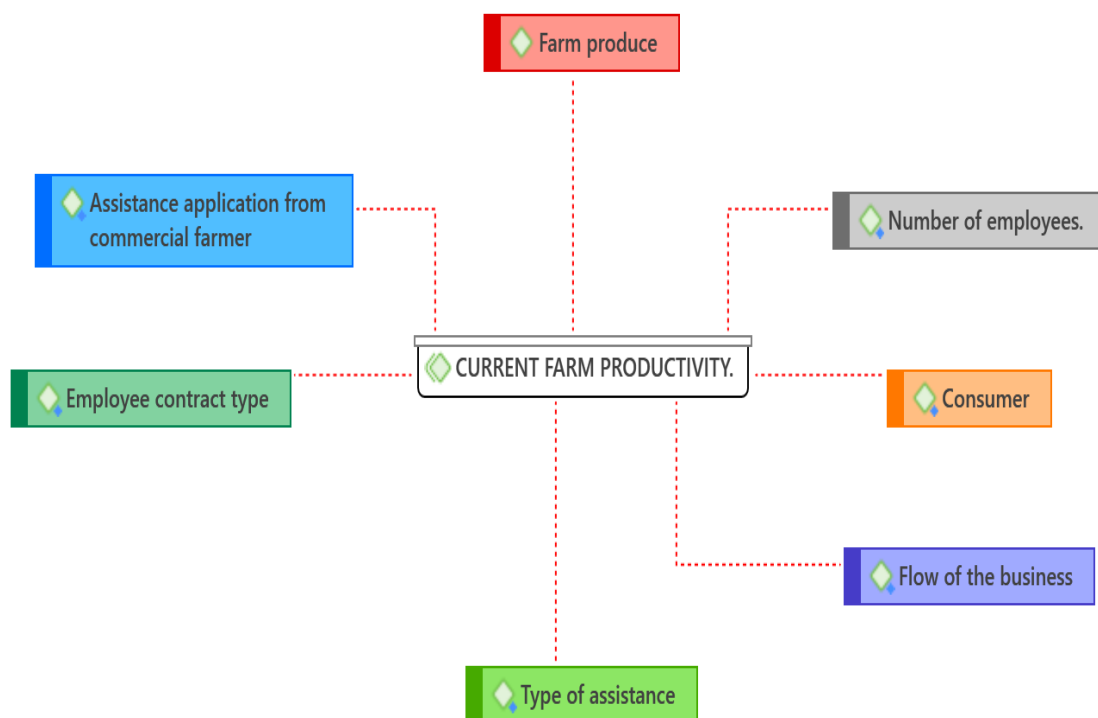 Farm produce
Assistance application from
commercial farmer
Number of employees.
CURRENT FARM PRODUCTIVITY.
Employee contract type
Consumer
Flow of the business
Type of assistance